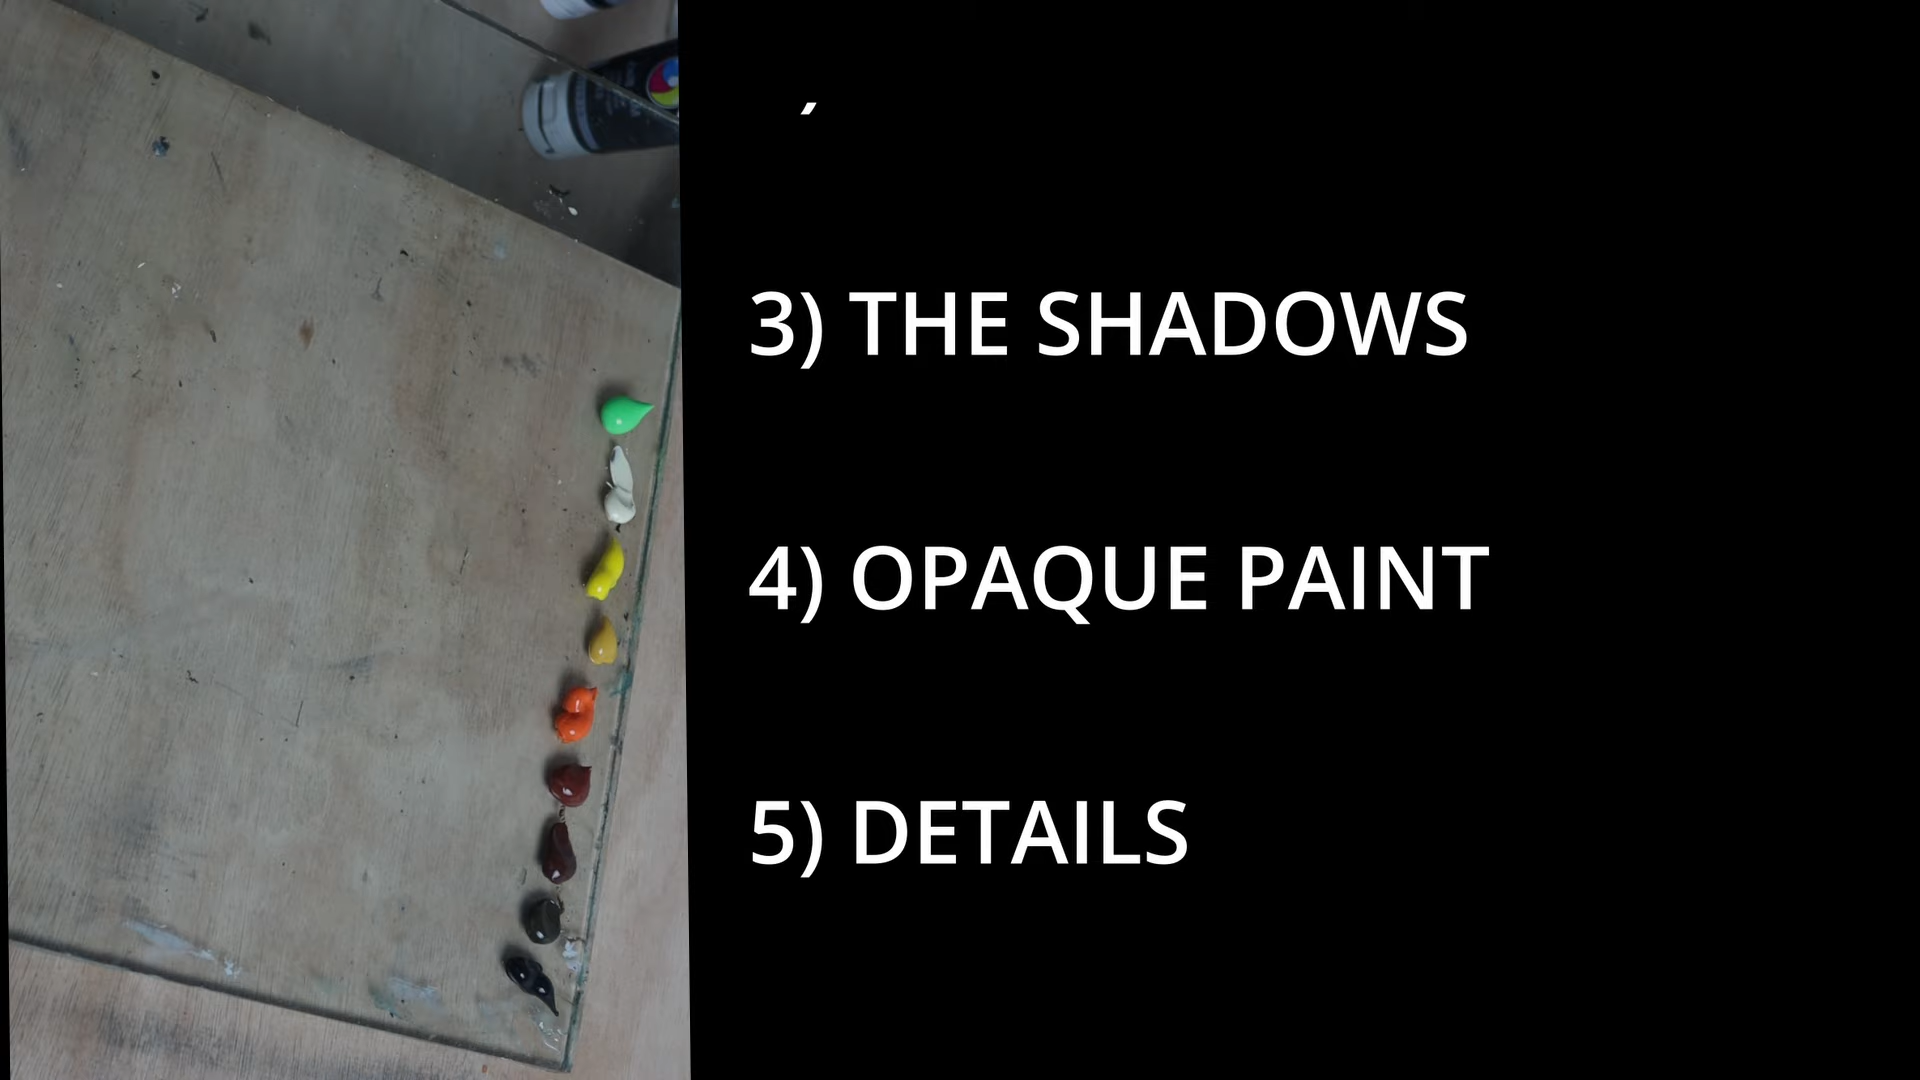 3) THE SHADOWS
4) OPAQUE PAINT
5) DETAILS